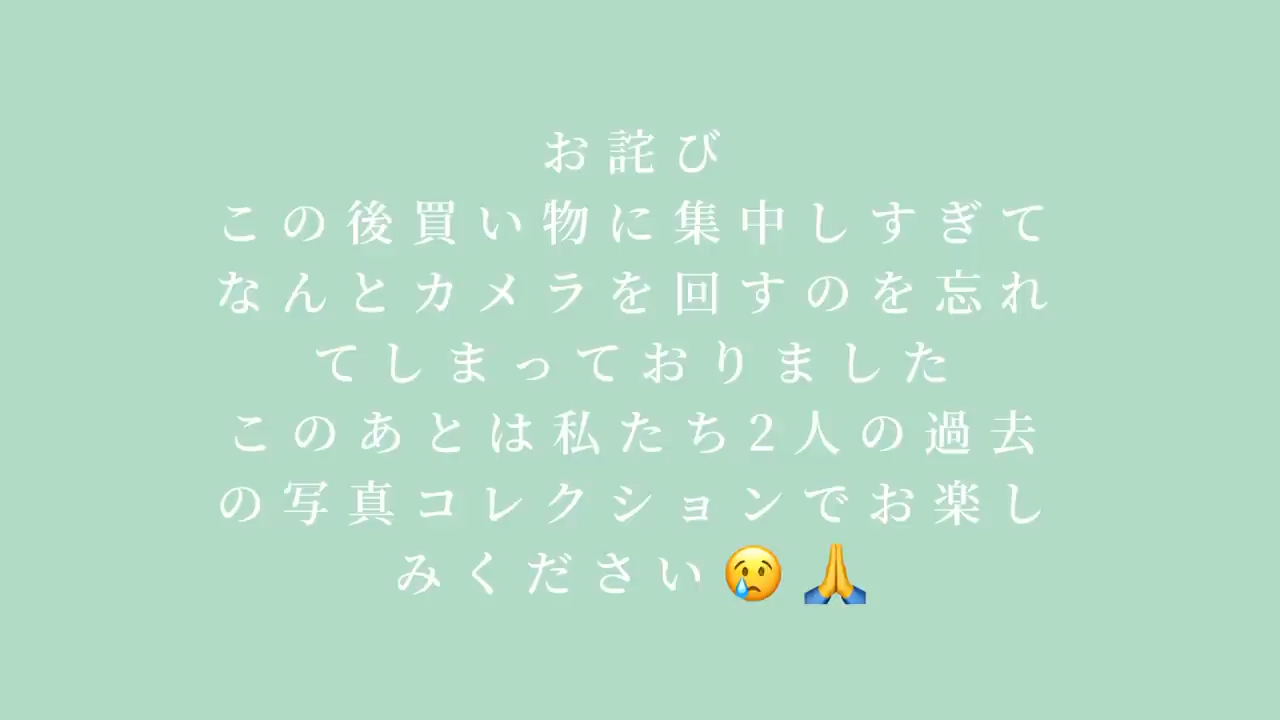 お詫び
この後買い物に集中しすぎて
なんとカメラを回すのを忘れ
てしまっておりました
このあとは私たち2人の過去
の写真コレクションでお楽し
みください😢🙏